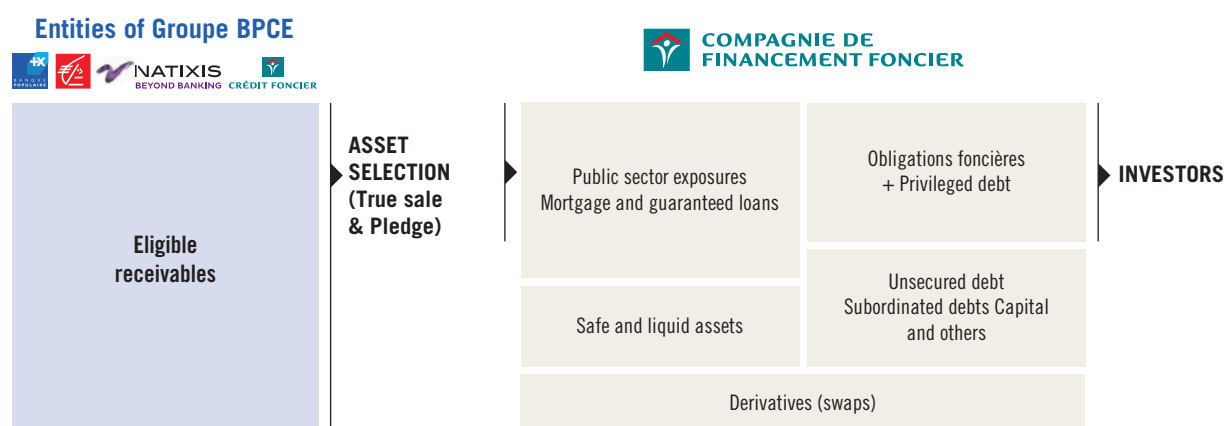 Entities of Groupe BPCE
BANQUE
POPULAIRE
NATIXIS
BEYOND BANKING
CRÉDIT FONCIER
COMPAGNIE DE
FINANCEMENT FONCIER
Eligible
receivables
ASSET
SELECTION
(True sale
& Pledge)
Public sector exposures
Mortgage and guaranteed loans
Safe and liquid assets
Obligations foncières
+ Privileged debt
Unsecured debt
Subordinated debts Capital
and others
Derivatives (swaps)
INVESTORS